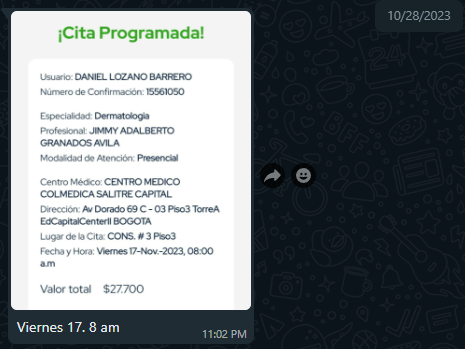 10/28/2023
¡Cita Programada!
Usuario: DANIEL LOZANO BARRERO
Número de Confirmación: 15561050
Especialidad: Dermatologia
Profesional: JIMMY ADALBERTO
GRANADOS AVILA
Modalidad de Atención: Presencial
Centro Médico: CENTRO MEDICO
COLMEDICA SALITRE CAPITAL
Dirección: Av Dorado 69 C - 03 Piso3 TorreA
EdCapitalCenterII BOGOTA
Lugar de la Cita: CONS. # 3 Piso3
Fecha y Hora: Viernes 17-Nov.-2023, 08:00
a.m
Valor total $27.700
Viernes 17. 8 am
11:02 PM